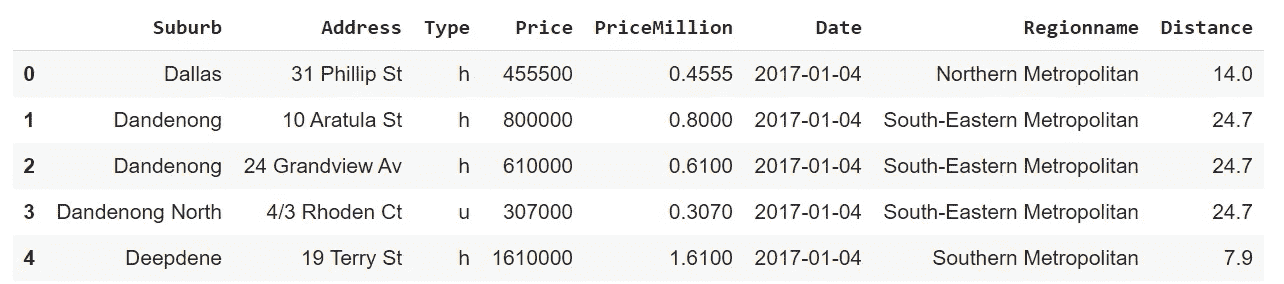 Suburb Address Type Price PriceMillion Date Regionname Distance
0 Dallas 31 Phillip St h 455500 0.4555 2017-01-04 Northern Metropolitan 14.0
1 Dandenong 10 Aratula St h 800000 0.8000 2017-01-04 South-Eastern Metropolitan 24.7
2 Dandenong 24 Grandview Av h 610000 0.6100 2017-01-04 South-Eastern Metropolitan 24.7
3 Dandenong North 4/3 Rhoden Ct u 307000 0.3070 2017-01-04 South-Eastern Metropolitan 24.7
4 Deepdene 19 Terry St h 1610000 1.6100 2017-01-04 Southern Metropolitan 7.9